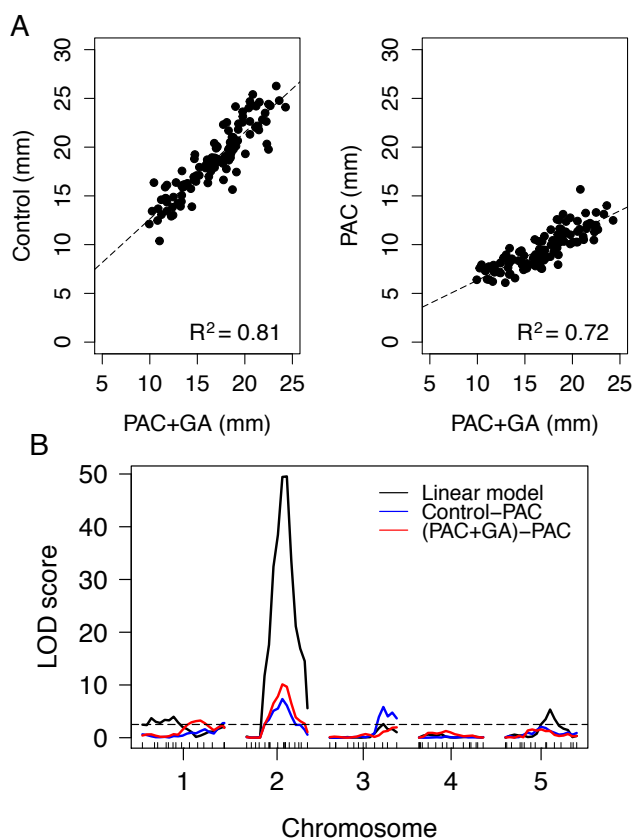 A
Control (mm)
0 5 10 15 20 25 30
5 10 15 20 25
PAC+GA (mm)
R² = 0.81
PAC (mm)
0 5 10 15 20 25 30
5 10 15 20 25
PAC+GA (mm)
R² = 0.72
B
LOD score
0 10 20 30 40 50
Linear model
Control−PAC
(PAC+GA)−PAC
1 2 3 4 5
Chromosome